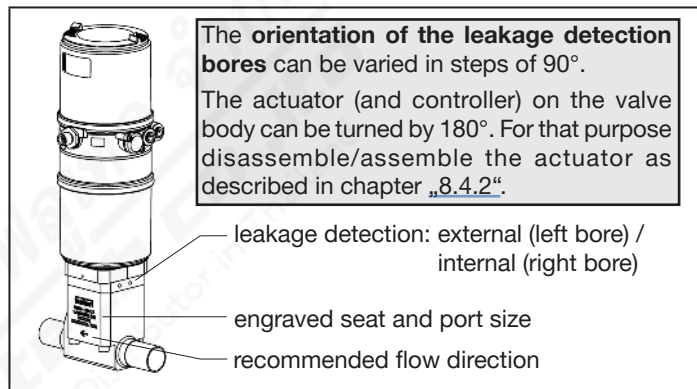 The orientation of the leakage detection
bores can be varied in steps of 90°.
The actuator (and controller) on the valve
body can be turned by 180°. For that purpose
disassemble/assemble the actuator as
described in chapter „8.4.2“.
leakage detection: external (left bore) /
internal (right bore)
engraved seat and port size
recommended flow direction